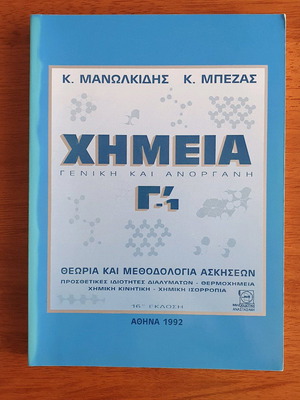 Κ. ΜΑΝΩΛΚΙΔΗΣ Κ. ΜΠΕΖΑΣ
ΧΗΜΕΙΑ
ΓΕΝΙΚΗ ΚΑΙ ΑΝΟΡΓΑΝΗ
Γ΄1
ΘΕΩΡΙΑ ΚΑΙ ΜΕΘΟΔΟΛΟΓΙΑ ΑΣΚΗΣΕΩΝ
ΠΡΟΣΘΕΤΙΚΕΣ ΙΔΙΟΤΗΤΕΣ ΔΙΑΛΥΜΑΤΩΝ - ΘΕΡΜΟΧΗΜΕΙΑ
ΧΗΜΙΚΗ ΚΙΝΗΤΙΚΗ - ΧΗΜΙΚΗ ΙΣΟΡΡΟΠΙΑ
16η ΕΚΔΟΣΗ
ΑΘΗΝΑ 1992